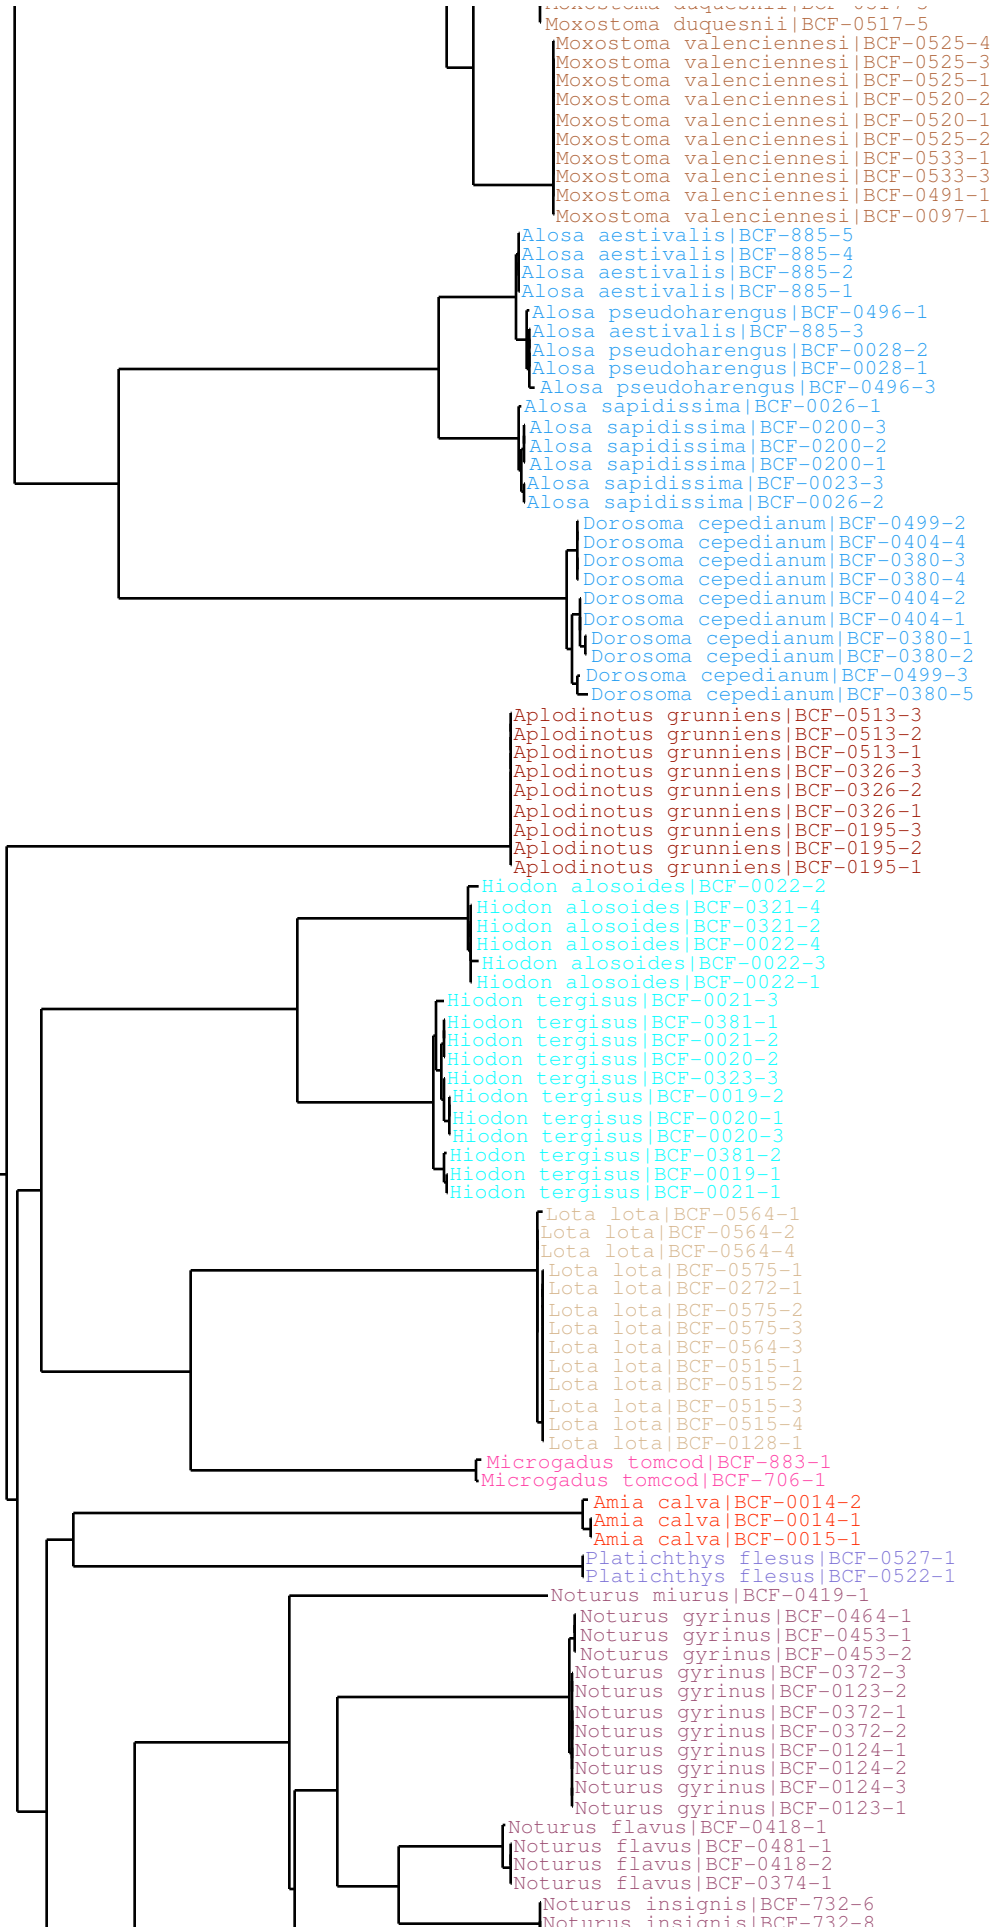 Moxostoma duquesnii|BCF-0517-5
Moxostoma valenciennesi|BCF-0525-4
Moxostoma valenciennesi|BCF-0525-3
Moxostoma valenciennesi|BCF-0525-1
Moxostoma valenciennesi|BCF-0520-2
Moxostoma valenciennesi|BCF-0520-1
Moxostoma valenciennesi|BCF-0525-2
Moxostoma valenciennesi|BCF-0533-1
Moxostoma valenciennesi|BCF-0533-3
Moxostoma valenciennesi|BCF-0491-1
Moxostoma valenciennesi|BCF-0097-1
Alosa aestivalis|BCF-885-5
Alosa aestivalis|BCF-885-4
Alosa aestivalis|BCF-885-2
Alosa aestivalis|BCF-885-1
Alosa pseudoharengus|BCF-0496-1
Alosa aestivalis|BCF-885-3
Alosa pseudoharengus|BCF-0028-2
Alosa pseudoharengus|BCF-0028-1
Alosa pseudoharengus|BCF-0496-3
Alosa sapidissima|BCF-0026-1
Alosa sapidissima|BCF-0200-3
Alosa sapidissima|BCF-0200-2
Alosa sapidissima|BCF-0200-1
Alosa sapidissima|BCF-0023-3
Alosa sapidissima|BCF-0026-2
Dorosoma cepedianum|BCF-0499-2
Dorosoma cepedianum|BCF-0404-4
Dorosoma cepedianum|BCF-0380-3
Dorosoma cepedianum|BCF-0380-4
Dorosoma cepedianum|BCF-0404-2
Dorosoma cepedianum|BCF-0404-1
Dorosoma cepedianum|BCF-0380-1
Dorosoma cepedianum|BCF-0380-2
Dorosoma cepedianum|BCF-0499-3
Dorosoma cepedianum|BCF-0380-5
Aplodinotus grunniens|BCF-0513-3
Aplodinotus grunniens|BCF-0513-2
Aplodinotus grunniens|BCF-0513-1
Aplodinotus grunniens|BCF-0326-3
Aplodinotus grunniens|BCF-0326-2
Aplodinotus grunniens|BCF-0326-1
Aplodinotus grunniens|BCF-0195-3
Aplodinotus grunniens|BCF-0195-2
Aplodinotus grunniens|BCF-0195-1
Hiodon alosoides|BCF-0022-2
Hiodon alosoides|BCF-0321-4
Hiodon alosoides|BCF-0321-2
Hiodon alosoides|BCF-0022-4
Hiodon alosoides|BCF-0022-3
Hiodon alosoides|BCF-0022-1
Hiodon tergisus|BCF-0021-3
Hiodon tergisus|BCF-0381-1
Hiodon tergisus|BCF-0021-2
Hiodon tergisus|BCF-0020-2
Hiodon tergisus|BCF-0323-3
Hiodon tergisus|BCF-0019-2
Hiodon tergisus|BCF-0020-1
Hiodon tergisus|BCF-0020-3
Hiodon tergisus|BCF-0381-2
Hiodon tergisus|BCF-0019-1
Hiodon tergisus|BCF-0021-1
Lota lota|BCF-0564-1
Lota lota|BCF-0564-2
Lota lota|BCF-0564-4
Lota lota|BCF-0575-1
Lota lota|BCF-0272-1
Lota lota|BCF-0575-2
Lota lota|BCF-0575-3
Lota lota|BCF-0564-3
Lota lota|BCF-0515-1
Lota lota|BCF-0515-2
Lota lota|BCF-0515-3
Lota lota|BCF-0515-4
Lota lota|BCF-0128-1
Microgadus tomcod|BCF-883-1
Microgadus tomcod|BCF-706-1
Amia calva|BCF-0014-2
Amia calva|BCF-0014-1
Amia calva|BCF-0015-1
Platichthys flesus|BCF-0527-1
Platichthys flesus|BCF-0522-1
Noturus miurus|BCF-0419-1
Noturus gyrinus|BCF-0464-1
Noturus gyrinus|BCF-0453-1
Noturus gyrinus|BCF-0453-2
Noturus gyrinus|BCF-0372-3
Noturus gyrinus|BCF-0123-2
Noturus gyrinus|BCF-0372-1
Noturus gyrinus|BCF-0372-2
Noturus gyrinus|BCF-0124-1
Noturus gyrinus|BCF-0124-2
Noturus gyrinus|BCF-0124-3
Noturus gyrinus|BCF-0123-1
Noturus flavus|BCF-0418-1
Noturus flavus|BCF-0481-1
Noturus flavus|BCF-0418-2
Noturus flavus|BCF-0374-1
Noturus insignis|BCF-732-6
Noturus insignis|BCF-732-8